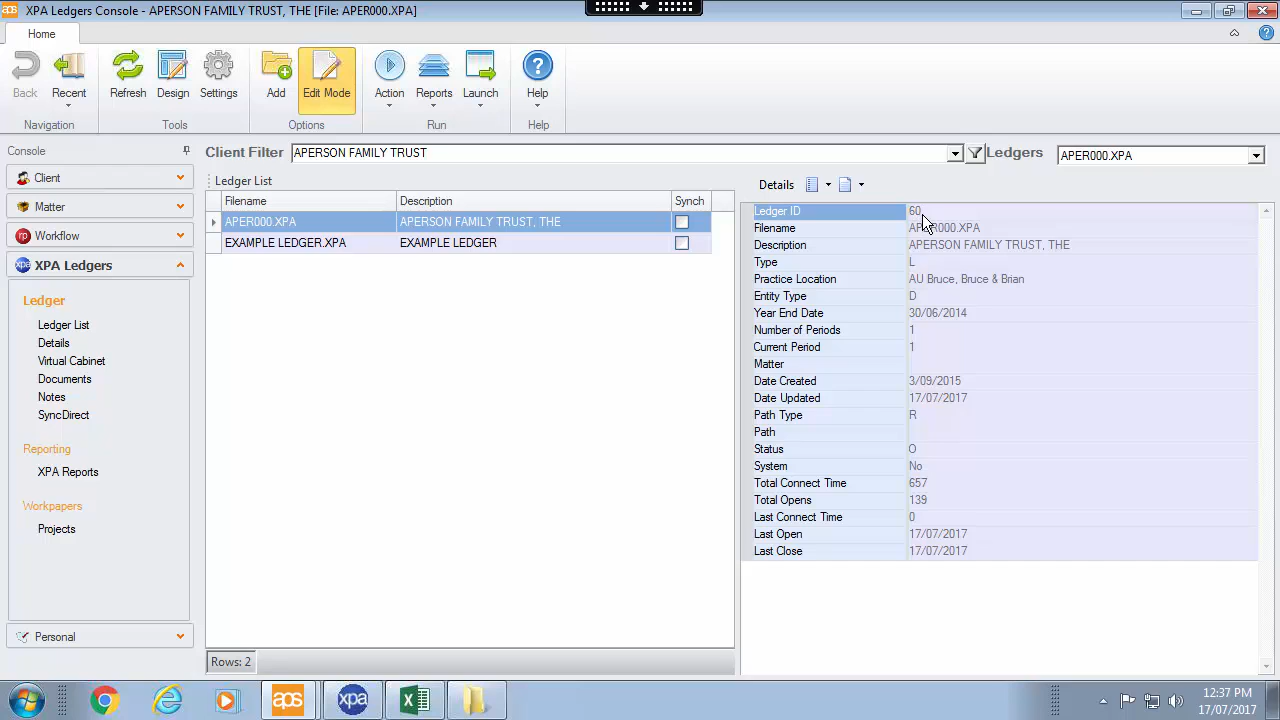 aps XPA Ledgers Console - APERSON FAMILY TRUST, THE [File: APER000.XPA]
Home
Back
Recent
Refresh
Design
Settings
Add
Edit Mode
Action
Reports
Launch
Help
Navigation
Tools
Options
Run
Help
Console
Client
Matter
rp Workflow
xpa XPA Ledgers
Ledger
Ledger List
Details
Virtual Cabinet
Documents
Notes
SyncDirect
Reporting
XPA Reports
Workpapers
Projects
Personal
Client Filter APERSON FAMILY TRUST
Ledgers APER000.XPA
Ledger List
Filename Description Synch
APER000.XPA APERSON FAMILY TRUST, THE
EXAMPLE LEDGER.XPA EXAMPLE LEDGER
Rows: 2
Details
Ledger ID 60
Filename APER000.XPA
Description APERSON FAMILY TRUST, THE
Type L
Practice Location AU Bruce, Bruce & Brian
Entity Type D
Year End Date 30/06/2014
Number of Periods 1
Current Period 1
Matter
Date Created 3/09/2015
Date Updated 17/07/2017
Path Type R
Path
Status O
System No
Total Connect Time 657
Total Opens 139
Last Connect Time 0
Last Open 17/07/2017
Last Close 17/07/2017
aps
xpa
12:37 PM
17/07/2017